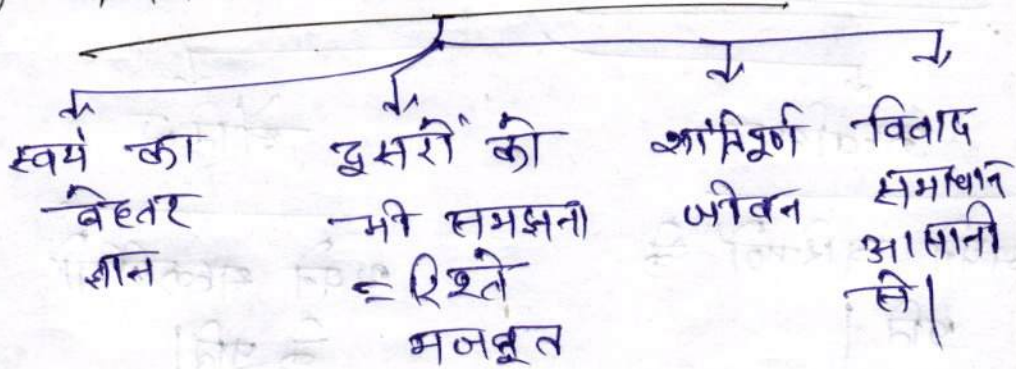 स्वयं का
बेहतर
ज्ञान
दूसरों को
भी समझना
= रिश्ते
मजबूत
शांतिपूर्ण
जीवन
विवाद
समाधान
आसानी
से।